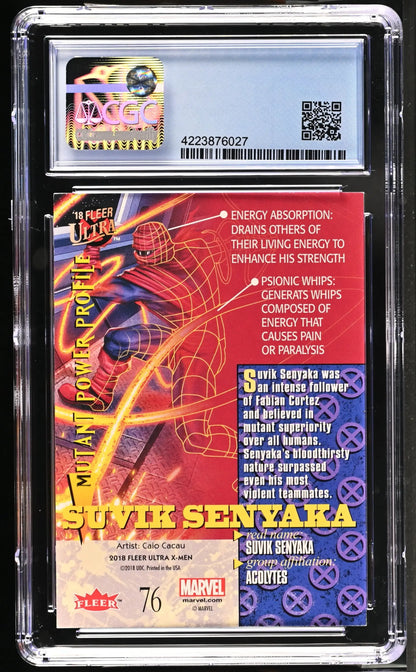 CGC
4223876027
'18 FLEER
ULTRA™
MUTANT POWER PROFILE
ENERGY ABSORPTION:
DRAINS OTHERS OF
THEIR LIVING ENERGY TO
ENHANCE HIS STRENGTH
PSIONIC WHIPS:
GENERATS WHIPS
COMPOSED OF
ENERGY THAT
CAUSES PAIN
OR PARALYSIS
Suvik Senyaka was
an intense follower
of Fabian Cortez
and believed in
mutant superiority
over all humans.
Senyaka's bloodthirsty
nature surpassed
even his most
violent teammates.
SUVIK SENYAKA
real name:
SUVIK SENYAKA
group affiliation:
ACOLYTES
Artist: Caio Cacau
2018 FLEER ULTRA X-MEN
©2018 UDC. Printed in the USA
FLEER
76
MARVEL
marvel.com
© MARVEL